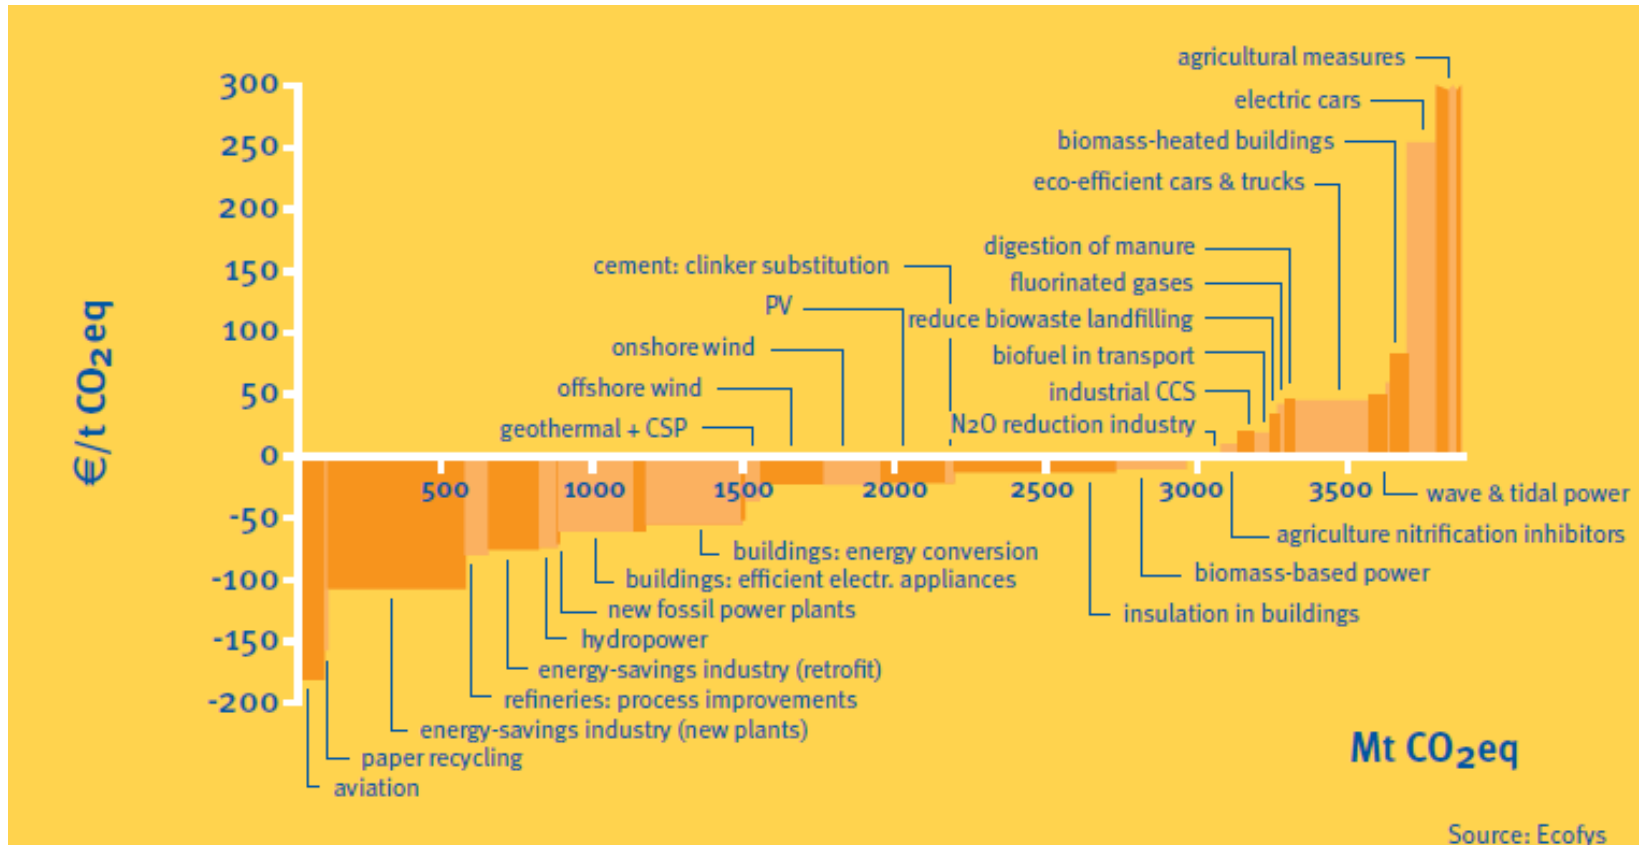 agricultural measures
300
electric cars
250
biomass-heated buildings
eco-efficient cars & trucks
200
digestion of manure
cement: clinker substitution
150
fluorinated gases
PV
reduce biowaste landfilling
100
onshore wind
biofuel in transport
offshore wind
industrial CCS
50
geothermal + CSP
N2O reduction industry
0
€/t CO2eq
500 1000 1500 2000 2500 3000 3500
wave & tidal power
-50
agriculture nitrification inhibitors
buildings: energy conversion
biomass-based power
-100
buildings: efficient electr. appliances
new fossil power plants
insulation in buildings
-150
hydropower
energy-savings industry (retrofit)
-200
refineries: process improvements
energy-savings industry (new plants)
paper recycling
aviation
Mt CO2eq
Source: Ecofys